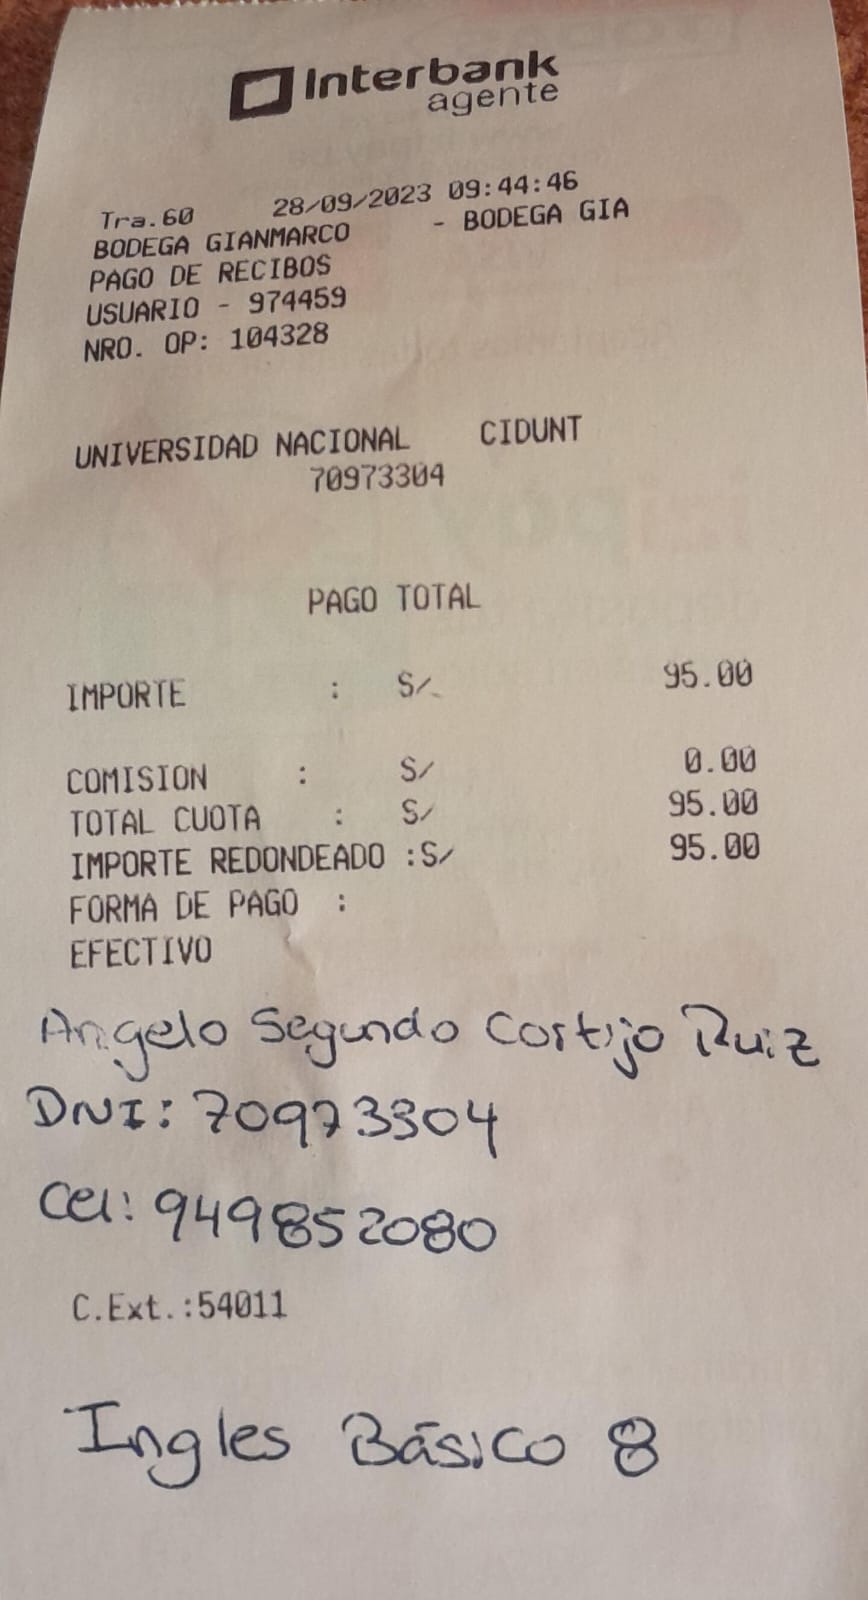 Interbank
agente
Tra.60 28/09/2023 09:44:46
BODEGA GIANMARCO - BODEGA GIA
PAGO DE RECIBOS
USUARIO - 974459
NRO. OP: 104328
UNIVERSIDAD NACIONAL CIDUNT
70973304
PAGO TOTAL
IMPORTE : S/. 95.00
COMISION : S/ 0.00
TOTAL CUOTA : S/ 95.00
IMPORTE REDONDEADO :S/ 95.00
FORMA DE PAGO :
EFECTIVO
Angelo Segundo Cortijo Ruiz
DNI: 70973304
Cel: 949852080
C.Ext.:54011
Ingles Básico 8